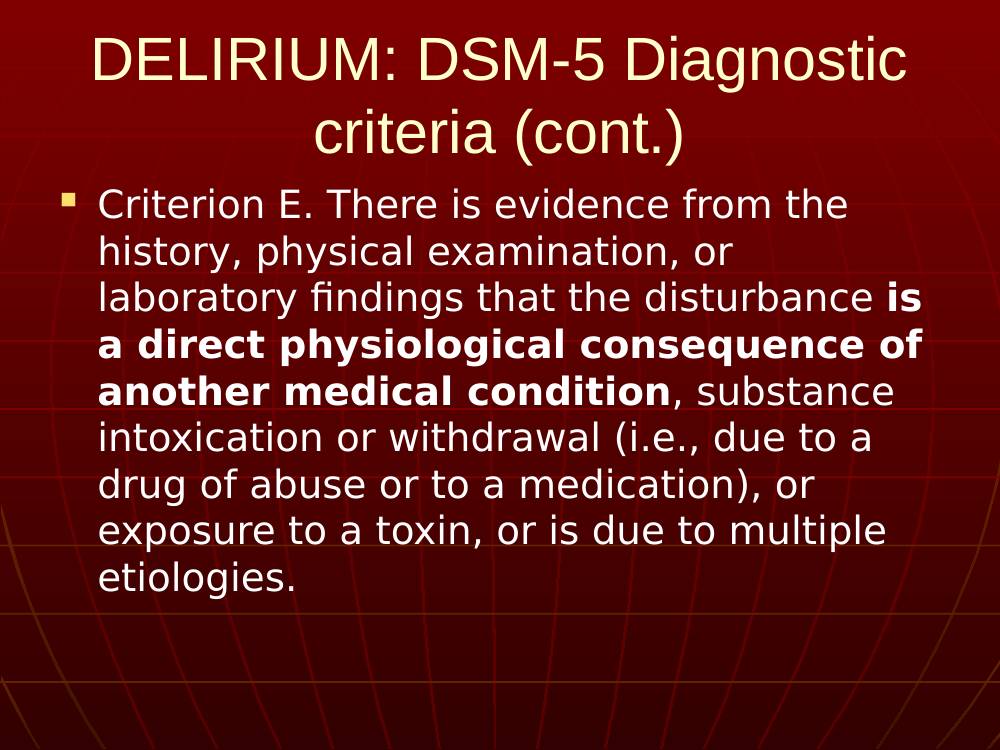 DELIRIUM: DSM-5 Diagnostic
criteria (cont.)
Criterion E. There is evidence from the
history, physical examination, or
laboratory findings that the disturbance is
a direct physiological consequence of
another medical condition, substance
intoxication or withdrawal (i.e., due to a
drug of abuse or to a medication), or
exposure to a toxin, or is due to multiple
etiologies.